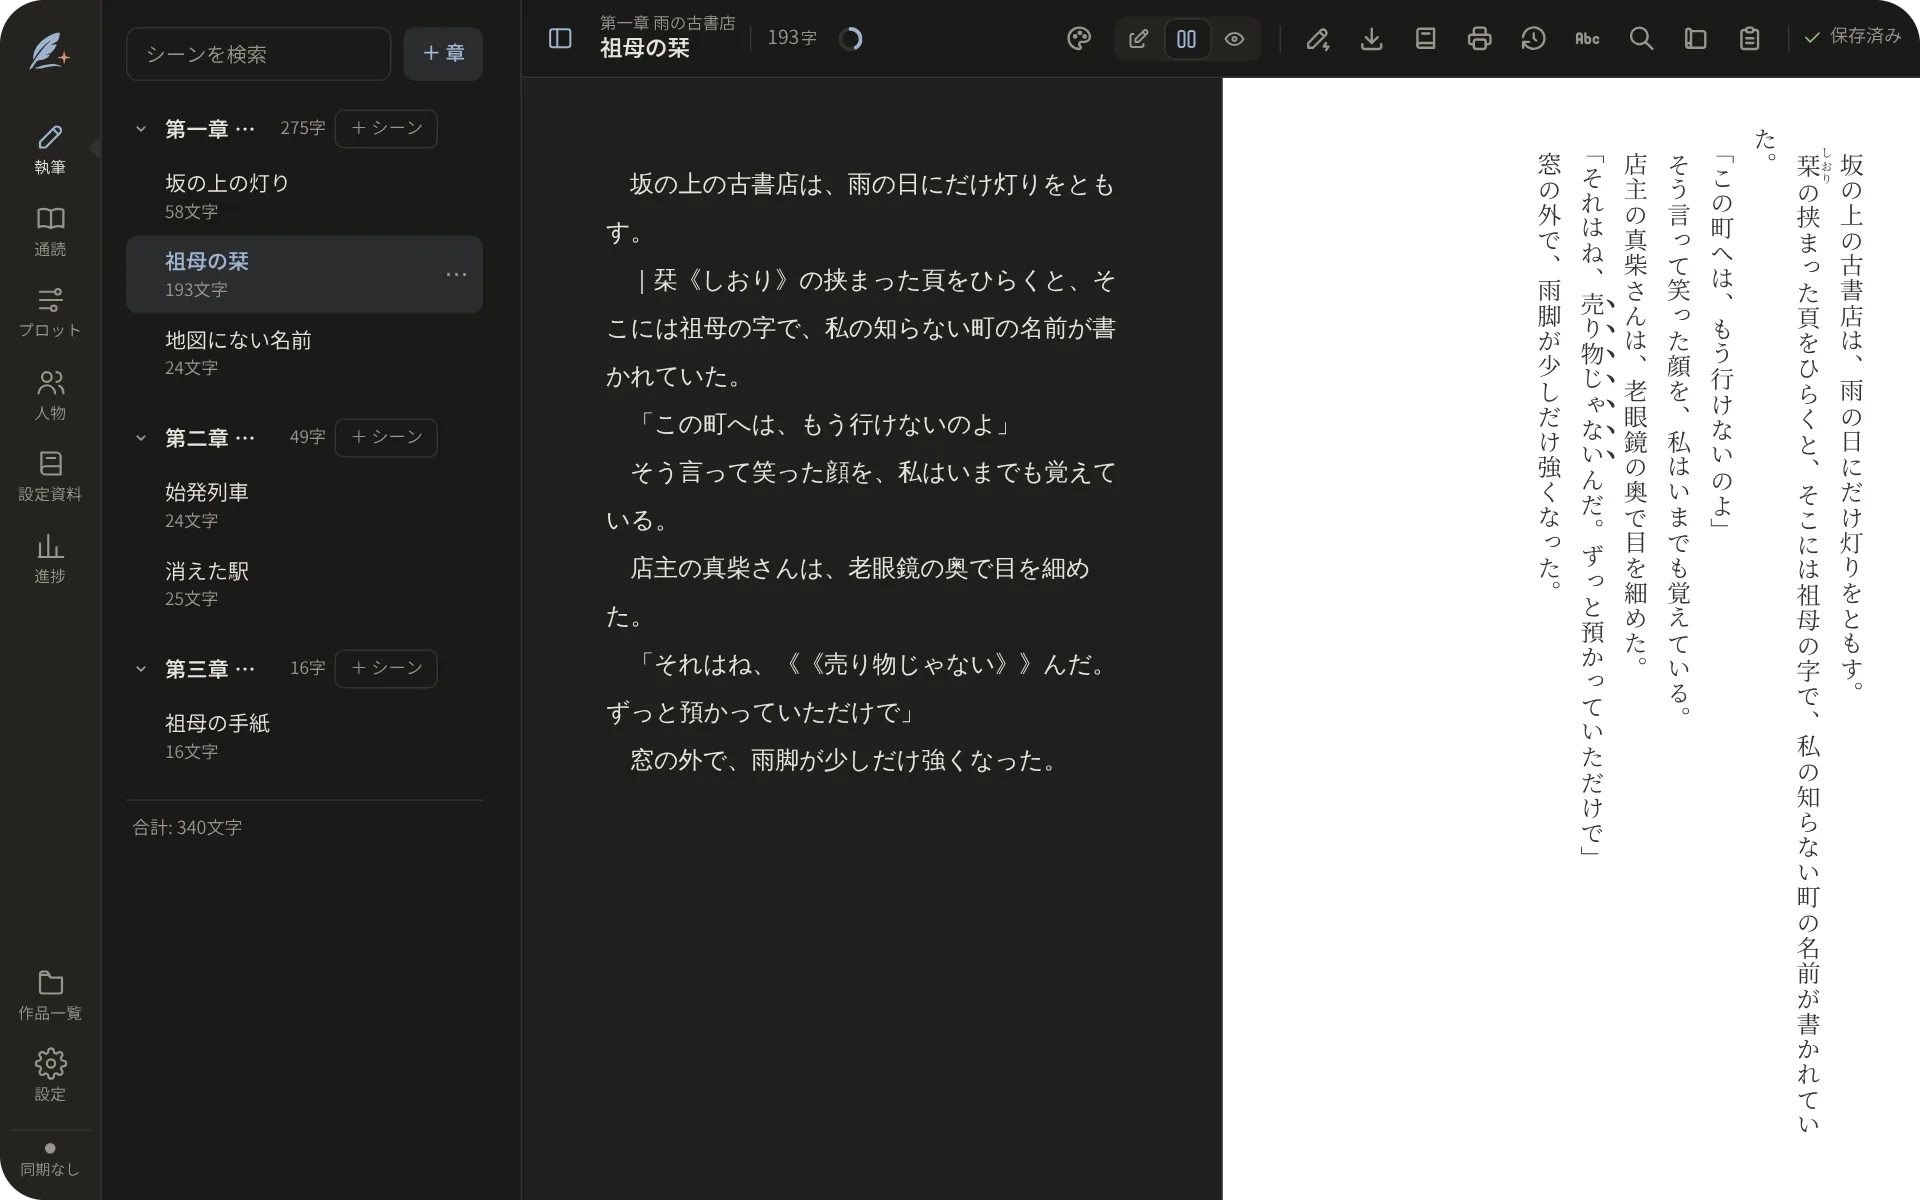 執筆
通読
プロット
人物
設定資料
進捗
作品一覧
設定
同期なし
シーンを検索
＋ 章
第一章 … 275字 ＋ シーン
坂の上の灯り
58文字
祖母の栞
193文字
…
地図にない名前
24文字
第二章 … 49字 ＋ シーン
始発列車
24文字
消えた駅
25文字
第三章 … 16字 ＋ シーン
祖母の手紙
16文字
合計: 340文字
第一章 雨の古書店
祖母の栞
193字
Abc
保存済み
　坂の上の古書店は、雨の日にだけ灯りをとも
す。
　｜栞《しおり》の挟まった頁をひらくと、そ
こには祖母の字で、私の知らない町の名前が書
かれていた。
　「この町へは、もう行けないのよ」
　そう言って笑った顔を、私はいまでも覚えて
いる。
　店主の真柴さんは、老眼鏡の奥で目を細め
た。
　「それはね、《《売り物じゃない》》んだ。
ずっと預かっていただけで」
　窓の外で、雨脚が少しだけ強くなった。
　坂の上の古書店は、雨の日にだけ灯りをともす。
しおり
　栞の挟まった頁をひらくと、そこには祖母の字で、私の知らない町の名前が書かれてい
た。
　「この町へは、もう行けないのよ」
　そう言って笑った顔を、私はいまでも覚えている。
　店主の真柴さんは、老眼鏡の奥で目を細めた。
　「それはね、売り物じゃないんだ。ずっと預かっていただけで」
　窓の外で、雨脚が少しだけ強くなった。